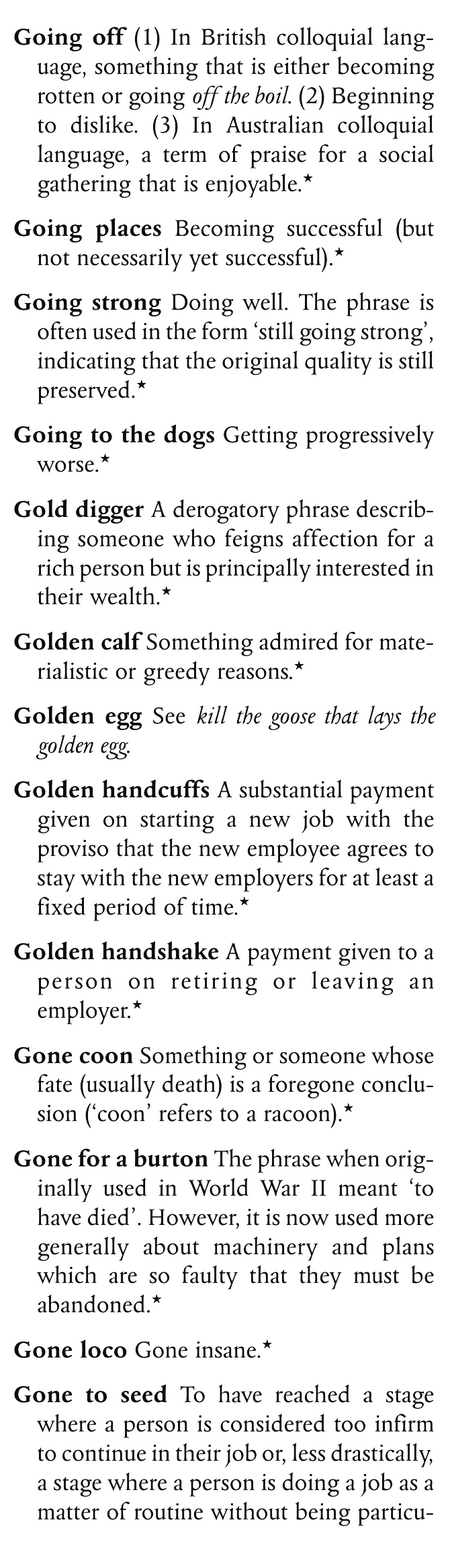 Going off (1) In British colloquial lang-
uage, something that is either becoming
rotten or going off the boil. (2) Beginning
to dislike. (3) In Australian colloquial
language, a term of praise for a social
gathering that is enjoyable.★
Going places Becoming successful (but
not necessarily yet successful).★
Going strong Doing well. The phrase is
often used in the form ‘still going strong’,
indicating that the original quality is still
preserved.★
Going to the dogs Getting progressively
worse.★
Gold digger A derogatory phrase describ-
ing someone who feigns affection for a
rich person but is principally interested in
their wealth.★
Golden calf Something admired for mate-
rialistic or greedy reasons.★
Golden egg See kill the goose that lays the
golden egg.
Golden handcuffs A substantial payment
given on starting a new job with the
proviso that the new employee agrees to
stay with the new employers for at least a
fixed period of time.★
Golden handshake A payment given to a
person on retiring or leaving an
employer.★
Gone coon Something or someone whose
fate (usually death) is a foregone conclu-
sion (‘coon’ refers to a racoon).★
Gone for a burton The phrase when orig-
inally used in World War II meant ‘to
have died’. However, it is now used more
generally about machinery and plans
which are so faulty that they must be
abandoned.★
Gone loco Gone insane.★
Gone to seed To have reached a stage
where a person is considered too infirm
to continue in their job or, less drastically,
a stage where a person is doing a job as a
matter of routine without being particu-